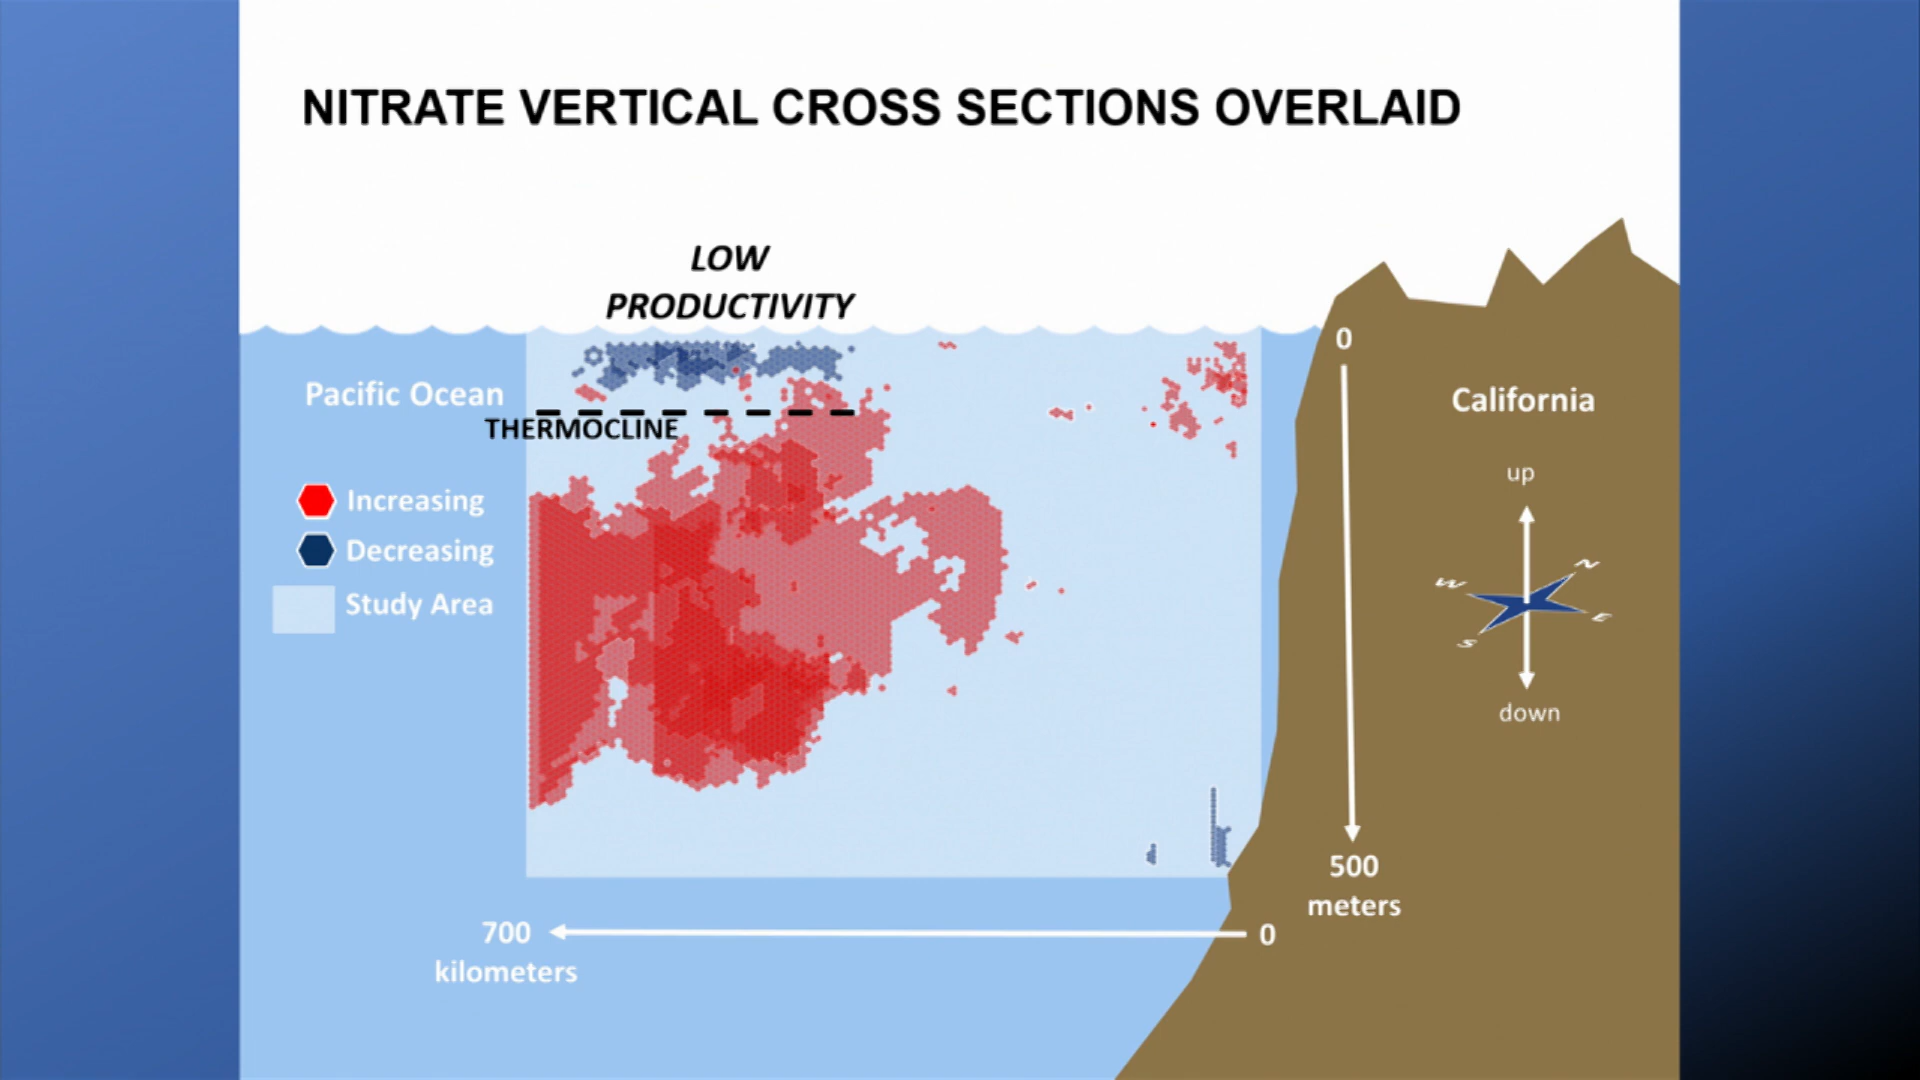 NITRATE VERTICAL CROSS SECTIONS OVERLAID
LOW
PRODUCTIVITY
0
Pacific Ocean
California
THERMOCLINE
up
Increasing
Decreasing
N
W
Study Area
E
S
down
500
meters
700
0
kilometers